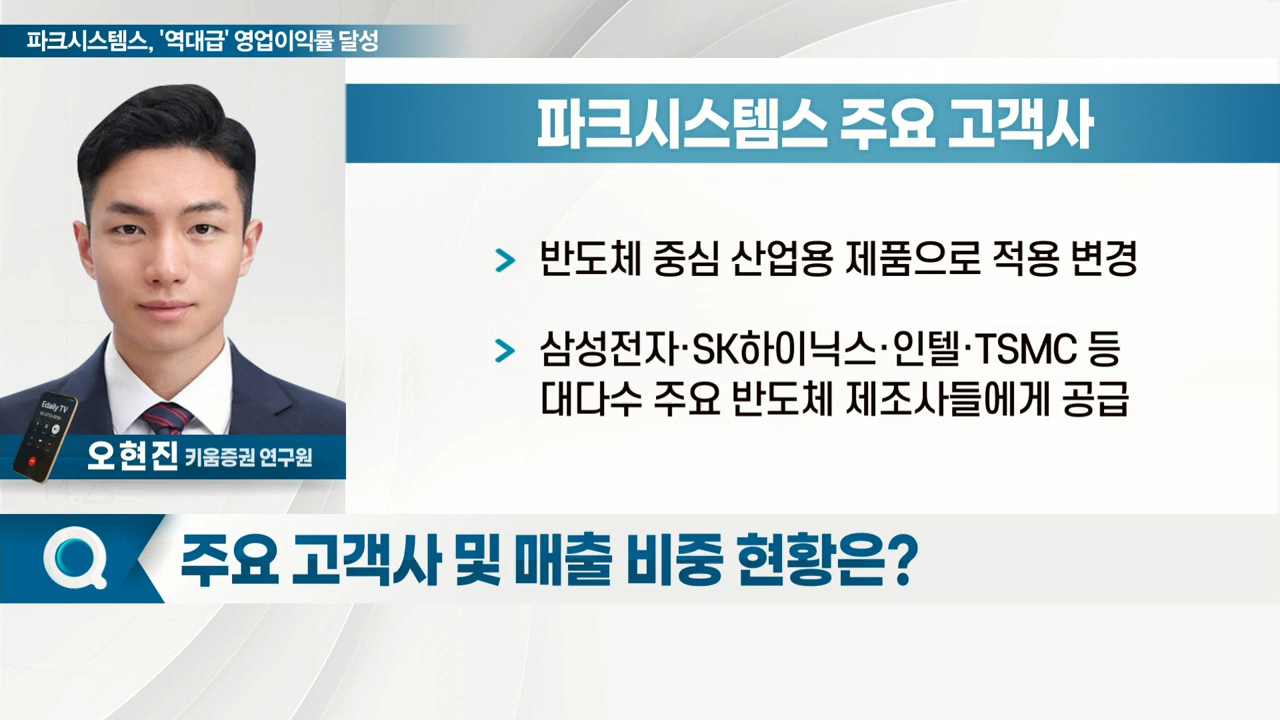 파크시스템스, '역대급' 영업이익률 달성
파크시스템스 주요 고객사
> 반도체 중심 산업용 제품으로 적용 변경
> 삼성전자·SK하이닉스·인텔·TSMC 등
대다수 주요 반도체 제조사들에게 공급
Edaily TV
오현진 키움증권 연구원
Q 주요 고객사 및 매출 비중 현황은?